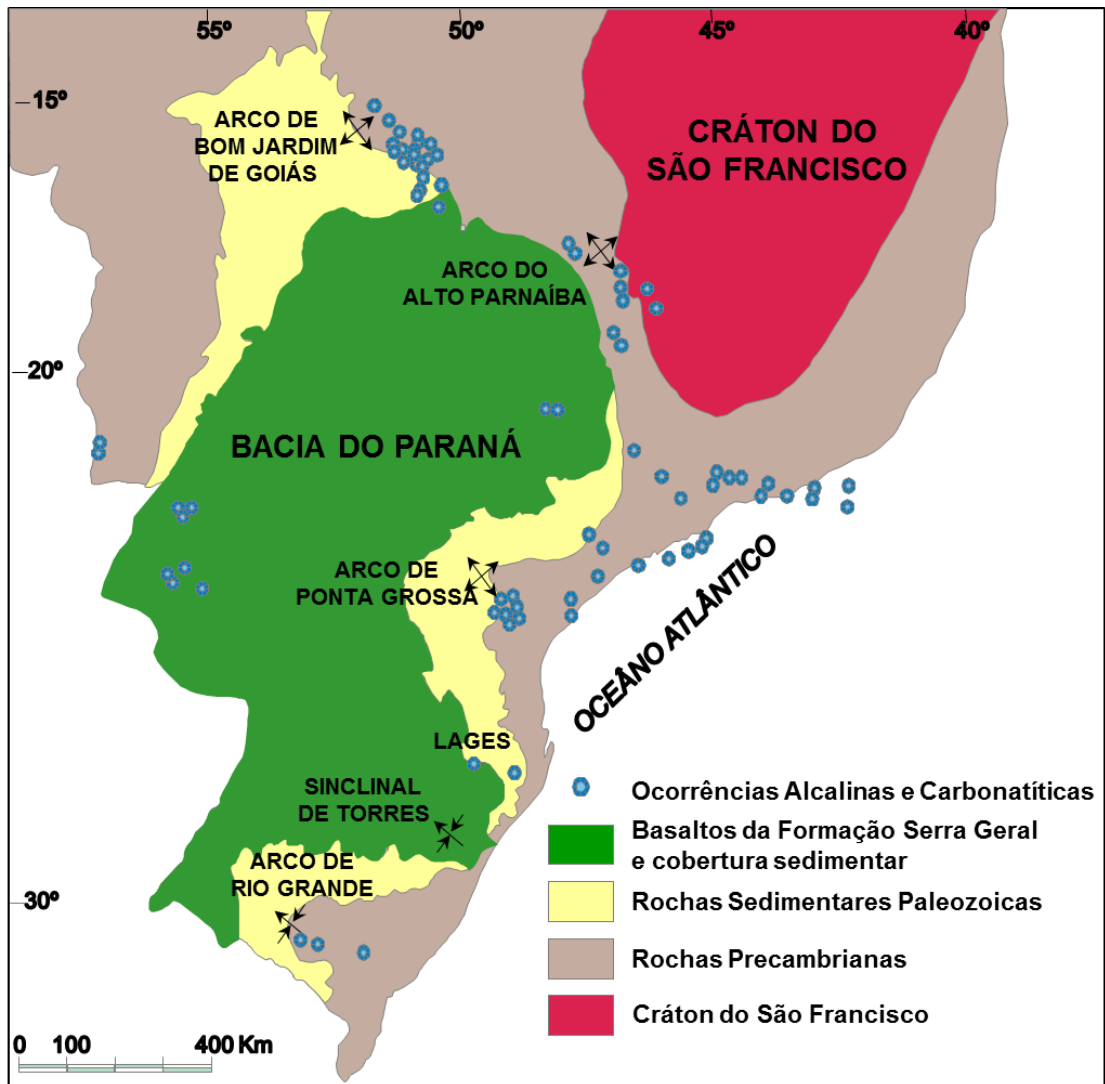 55º
50º
45º
40º
15º
ARCO DE
BOM JARDIM
DE GOIÁS
CRÁTON DO
SÃO FRANCISCO
ARCO DO
ALTO PARNAÍBA
20º
BACIA DO PARANÁ
ARCO DE
PONTA GROSSA
OCEÂNO ATLÂNTICO
LAGES
SINCLINAL
DE TORRES
ARCO DE
RIO GRANDE
30º
Ocorrências Alcalinas e Carbonatíticas
Basaltos da Formação Serra Geral
e cobertura sedimentar
Rochas Sedimentares Paleozoicas
Rochas Precambrianas
Cráton do São Francisco
0 100 400 Km